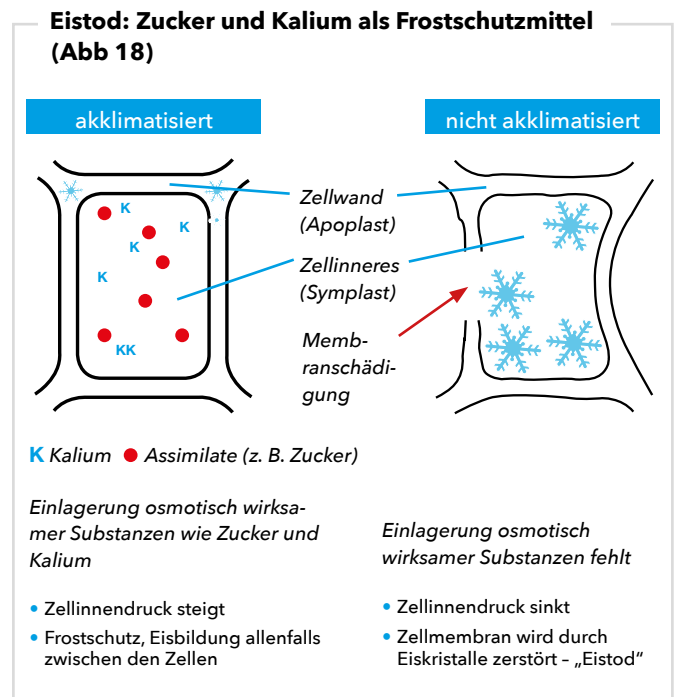 Eistod: Zucker und Kalium als Frostschutzmittel
(Abb 18)
akklimatisiert
nicht akklimatisiert
Zellwand
(Apoplast)
Zellinneres
(Symplast)
Memb-
ranschädi-
gung
K
K
K
K
KK
K Kalium
Assimilate (z. B. Zucker)
Einlagerung osmotisch wirksa-
mer Substanzen wie Zucker und
Kalium
• Zellinnendruck steigt
• Frostschutz, Eisbildung allenfalls
zwischen den Zellen
Einlagerung osmotisch
wirksamer Substanzen fehlt
• Zellinnendruck sinkt
• Zellmembran wird durch
Eiskristalle zerstört – „Eistod"